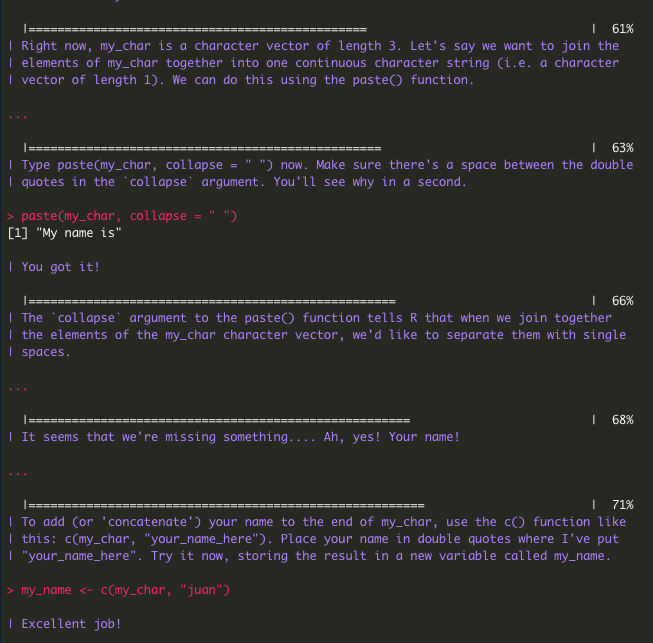 |=============================================== | 61%
| Right now, my_char is a character vector of length 3. Let's say we want to join the
| elements of my_char together into one continuous character string (i.e. a character
| vector of length 1). We can do this using the paste() function.
...
|================================================= | 63%
| Type paste(my_char, collapse = " ") now. Make sure there's a space between the double
| quotes in the `collapse` argument. You'll see why in a second.
> paste(my_char, collapse = " ")
[1] "My name is"
| You got it!
|=================================================== | 66%
| The `collapse` argument to the paste() function tells R that when we join together
| the elements of the my_char character vector, we'd like to separate them with single
| spaces.
...
|===================================================== | 68%
| It seems that we're missing something.... Ah, yes! Your name!
...
|======================================================= | 71%
| To add (or 'concatenate') your name to the end of my_char, use the c() function like
| this: c(my_char, "your_name_here"). Place your name in double quotes where I've put
| "your_name_here". Try it now, storing the result in a new variable called my_name.
> my_name <- c(my_char, "juan")
| Excellent job!